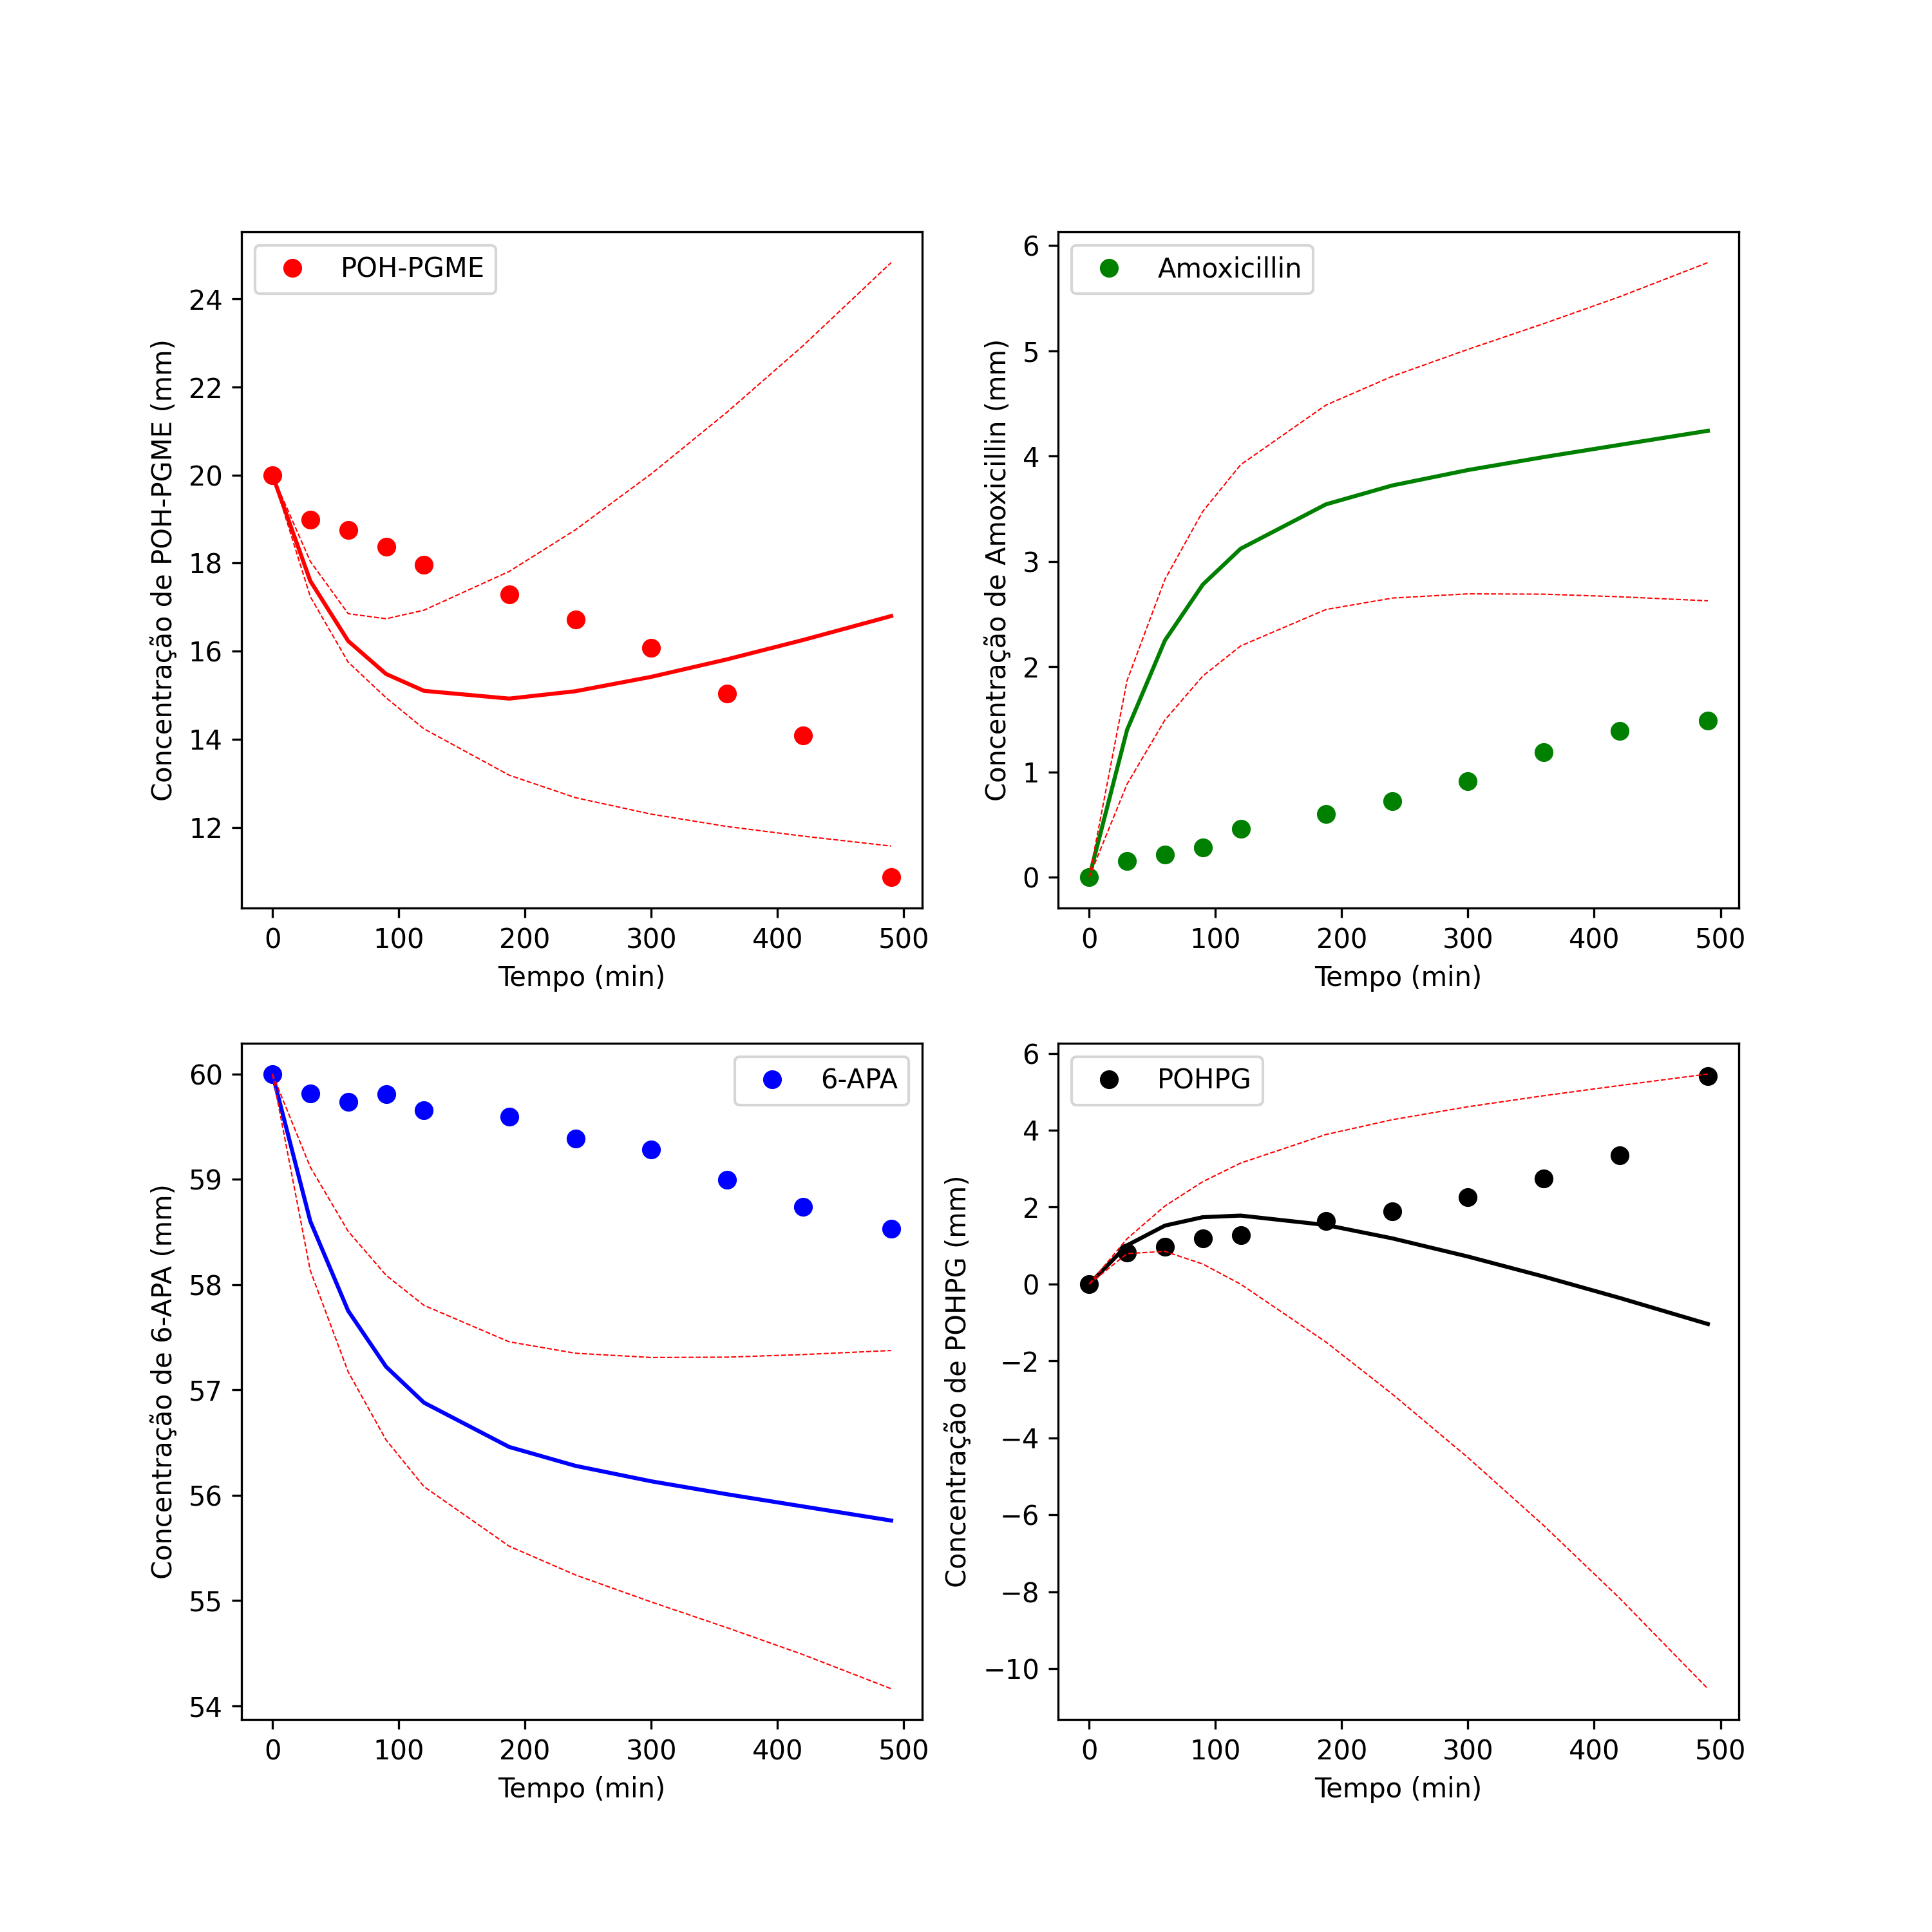 POH-PGME
Concentração de POH-PGME (mm)
24
22
20
18
16
14
12
0 100 200 300 400 500
Tempo (min)
Amoxicillin
Concentração de Amoxicillin (mm)
6
5
4
3
2
1
0
0 100 200 300 400 500
Tempo (min)
6-APA
Concentração de 6-APA (mm)
60
59
58
57
56
55
54
0 100 200 300 400 500
Tempo (min)
POHPG
Concentração de POHPG (mm)
6
4
2
0
−2
−4
−6
−8
−10
0 100 200 300 400 500
Tempo (min)